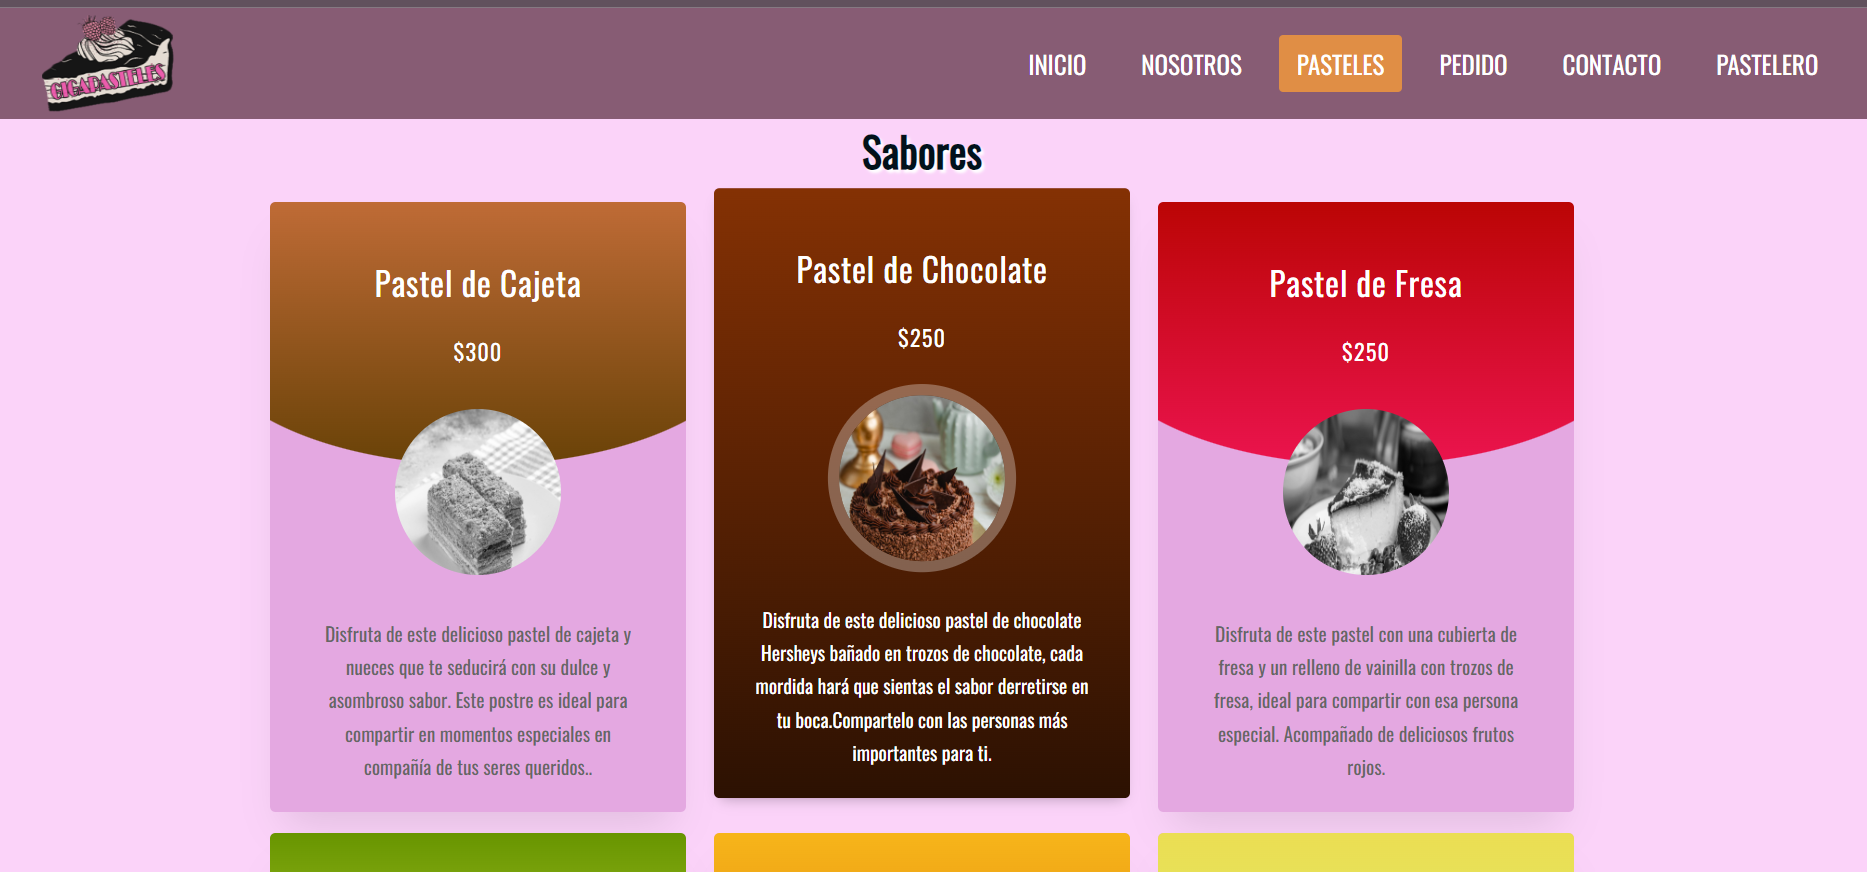 GIGAPASTELES
INICIO NOSOTROS PASTELES PEDIDO CONTACTO PASTELERO
Sabores
Pastel de Cajeta
$300
Disfruta de este delicioso pastel de cajeta y
nueces que te seducirá con su dulce y
asombroso sabor. Este postre es ideal para
compartir en momentos especiales en
compañía de tus seres queridos..
Pastel de Chocolate
$250
Disfruta de este delicioso pastel de chocolate
Hersheys bañado en trozos de chocolate, cada
mordida hará que sientas el sabor derretirse en
tu boca.Compartelo con las personas más
importantes para ti.
Pastel de Fresa
$250
Disfruta de este pastel con una cubierta de
fresa y un relleno de vainilla con trozos de
fresa, ideal para compartir con esa persona
especial. Acompañado de deliciosos frutos
rojos.